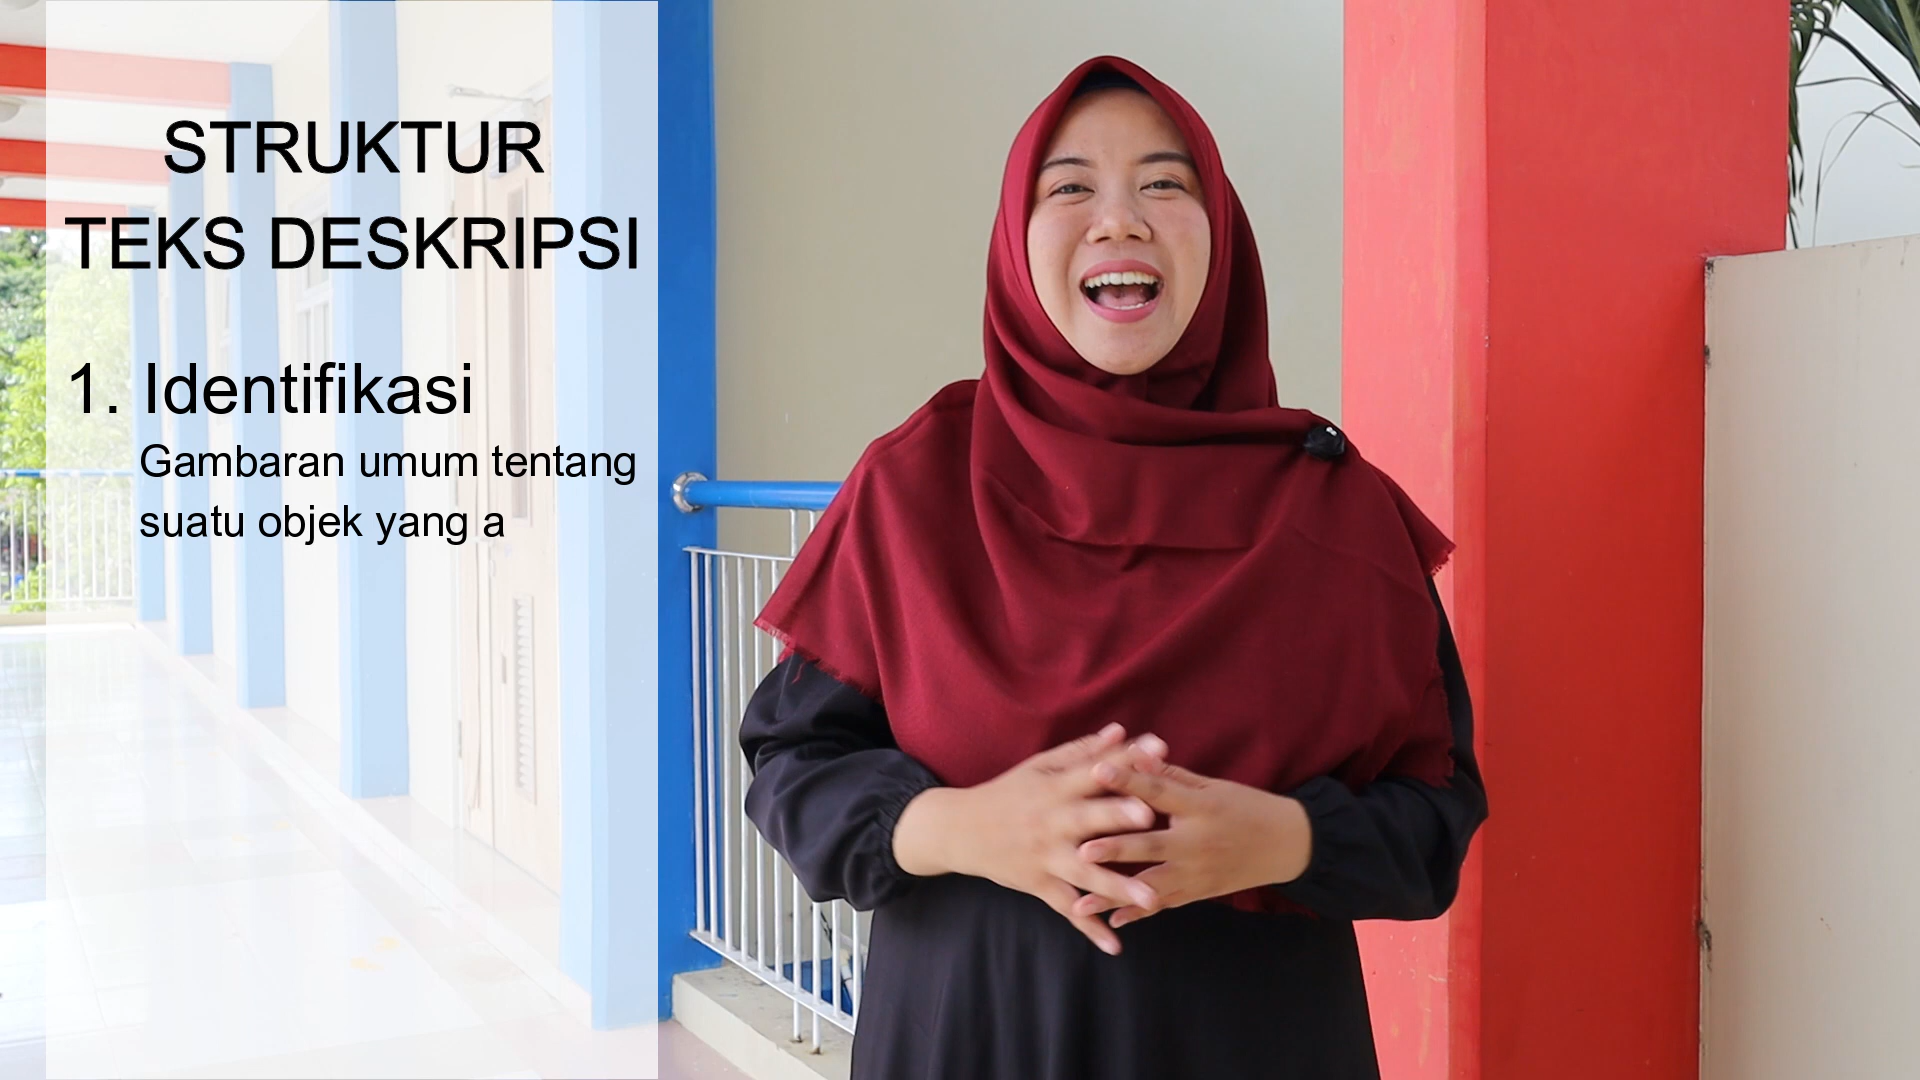 STRUKTUR
TEKS DESKRIPSI
1. Identifikasi
Gambaran umum tentang
suatu objek yang a